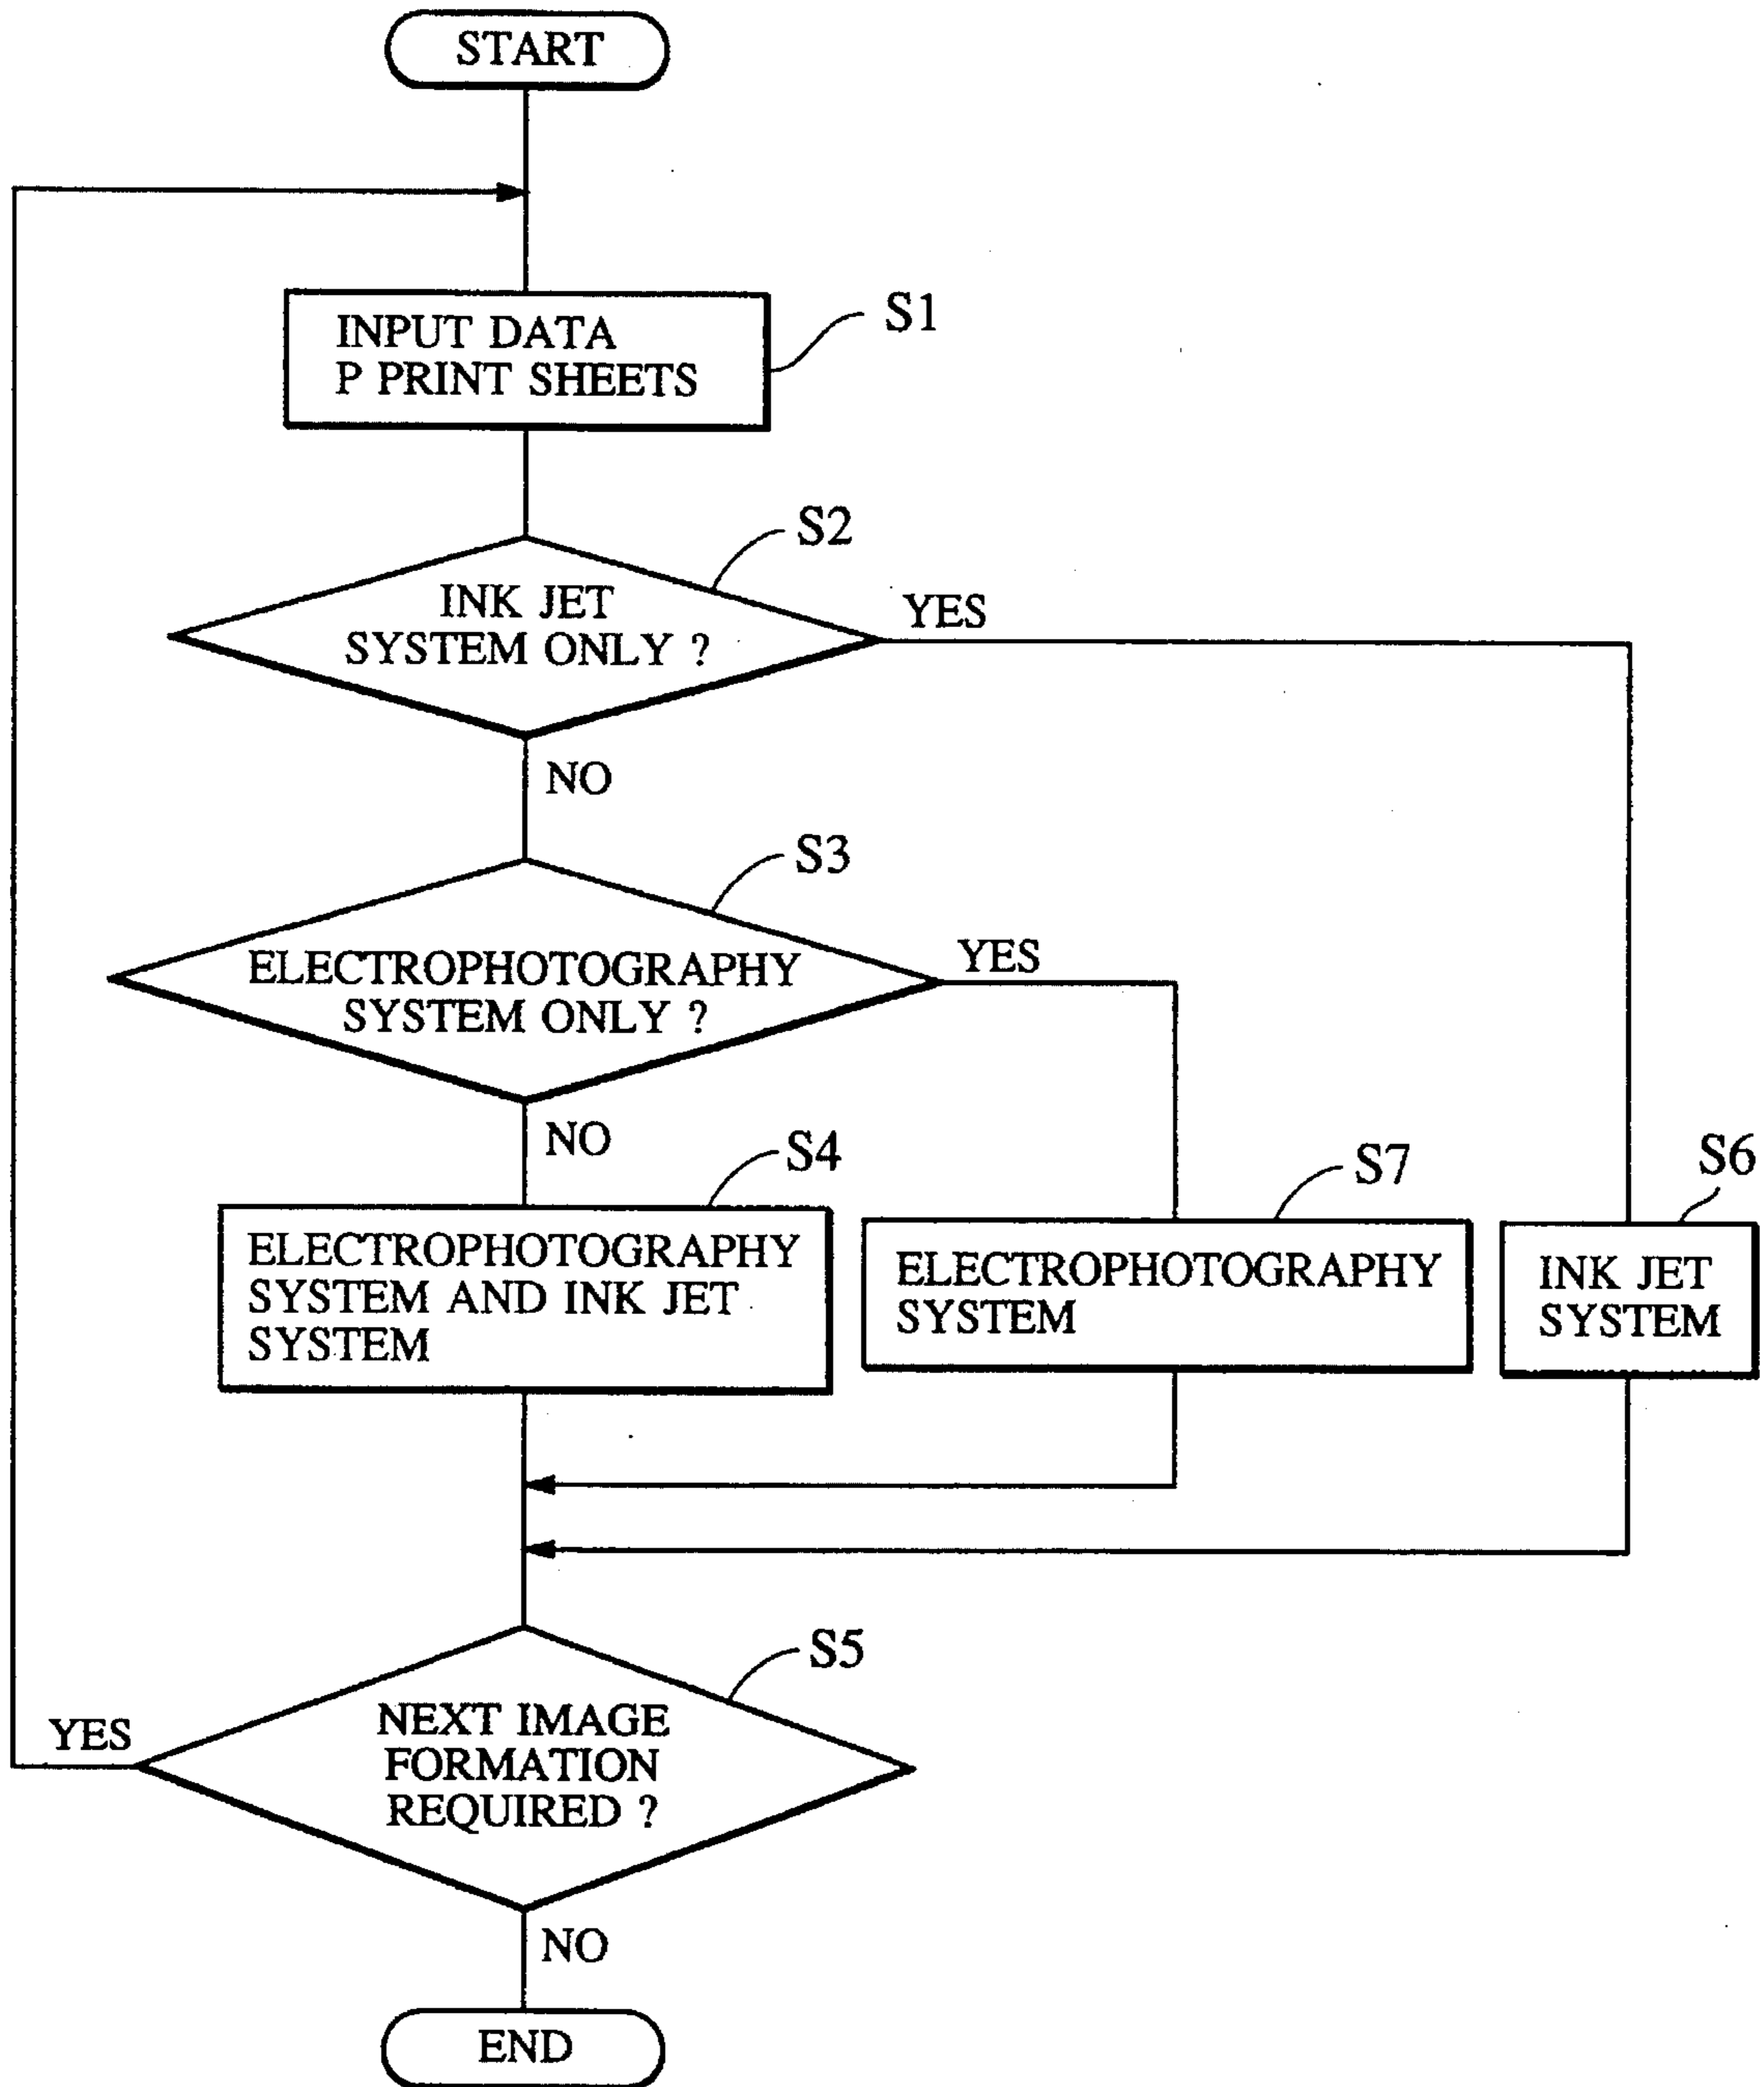 START
INPUT DATA
P PRINT SHEETS
S1
S2
INK JET
SYSTEM ONLY ?
YES
NO
S3
ELECTROPHOTOGRAPHY
SYSTEM ONLY ?
YES
NO
S4
ELECTROPHOTOGRAPHY
SYSTEM AND INK JET
SYSTEM
S7
ELECTROPHOTOGRAPHY
SYSTEM
S6
INK JET
SYSTEM
S5
NEXT IMAGE
FORMATION
REQUIRED ?
YES
NO
END